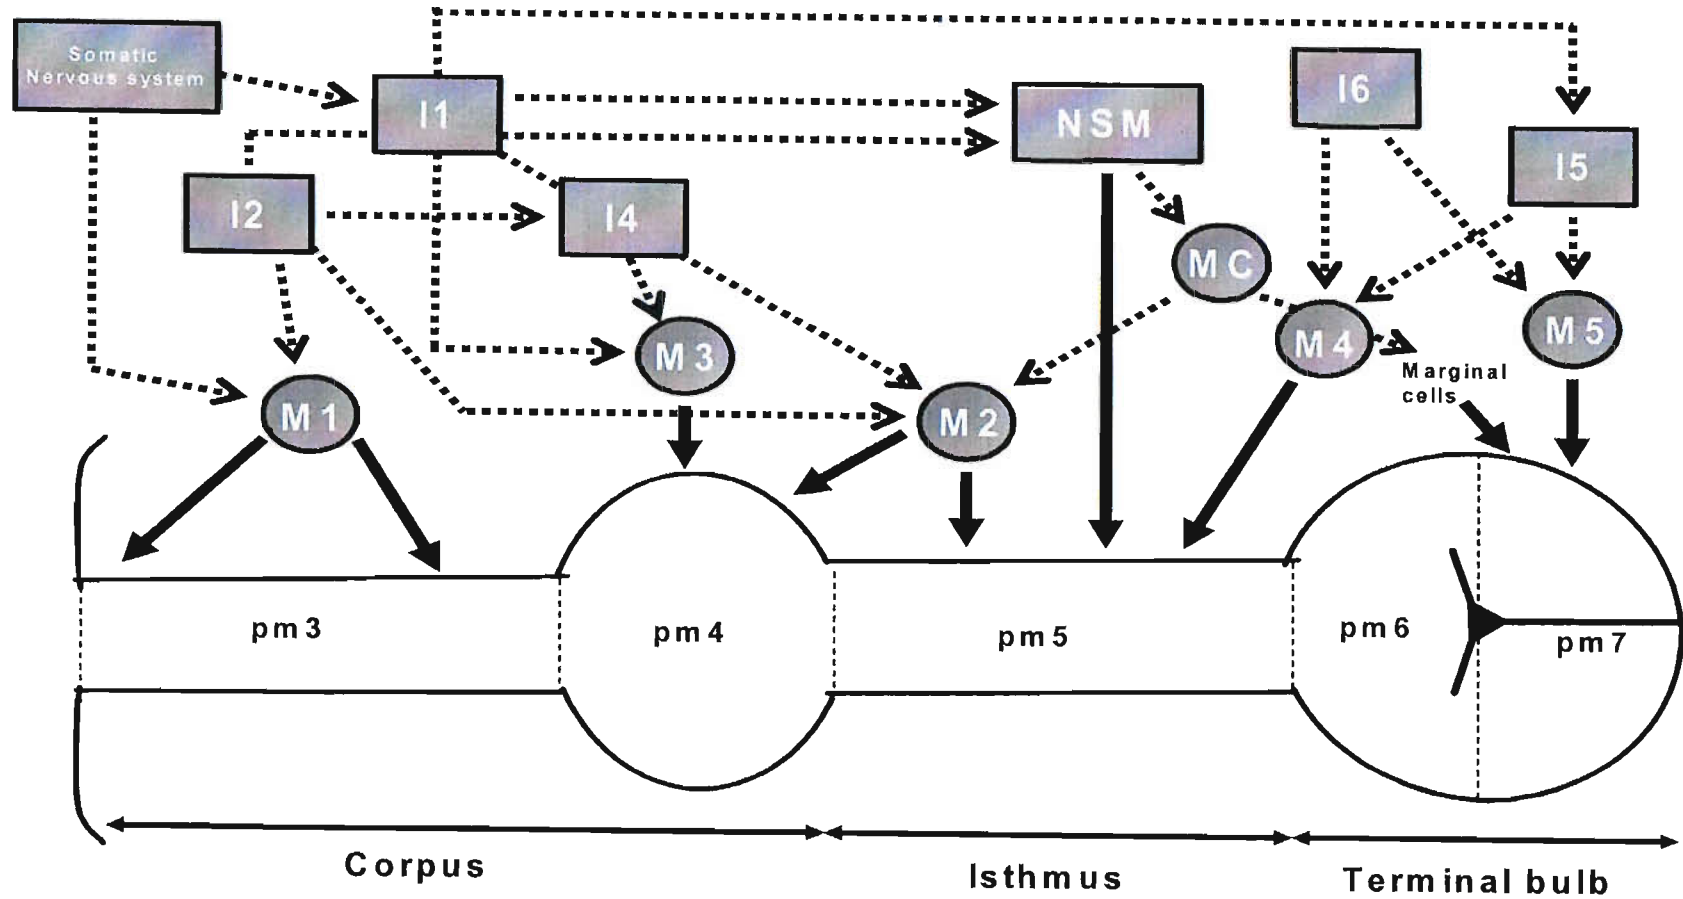 Somatic
Nervous system
I1
NSM
I6
I5
I2
I4
MC
M4
M5
M3
Marginal
cells
M1
M2
pm3
pm4
pm5
pm6
pm7
Corpus
Isthmus
Terminal bulb